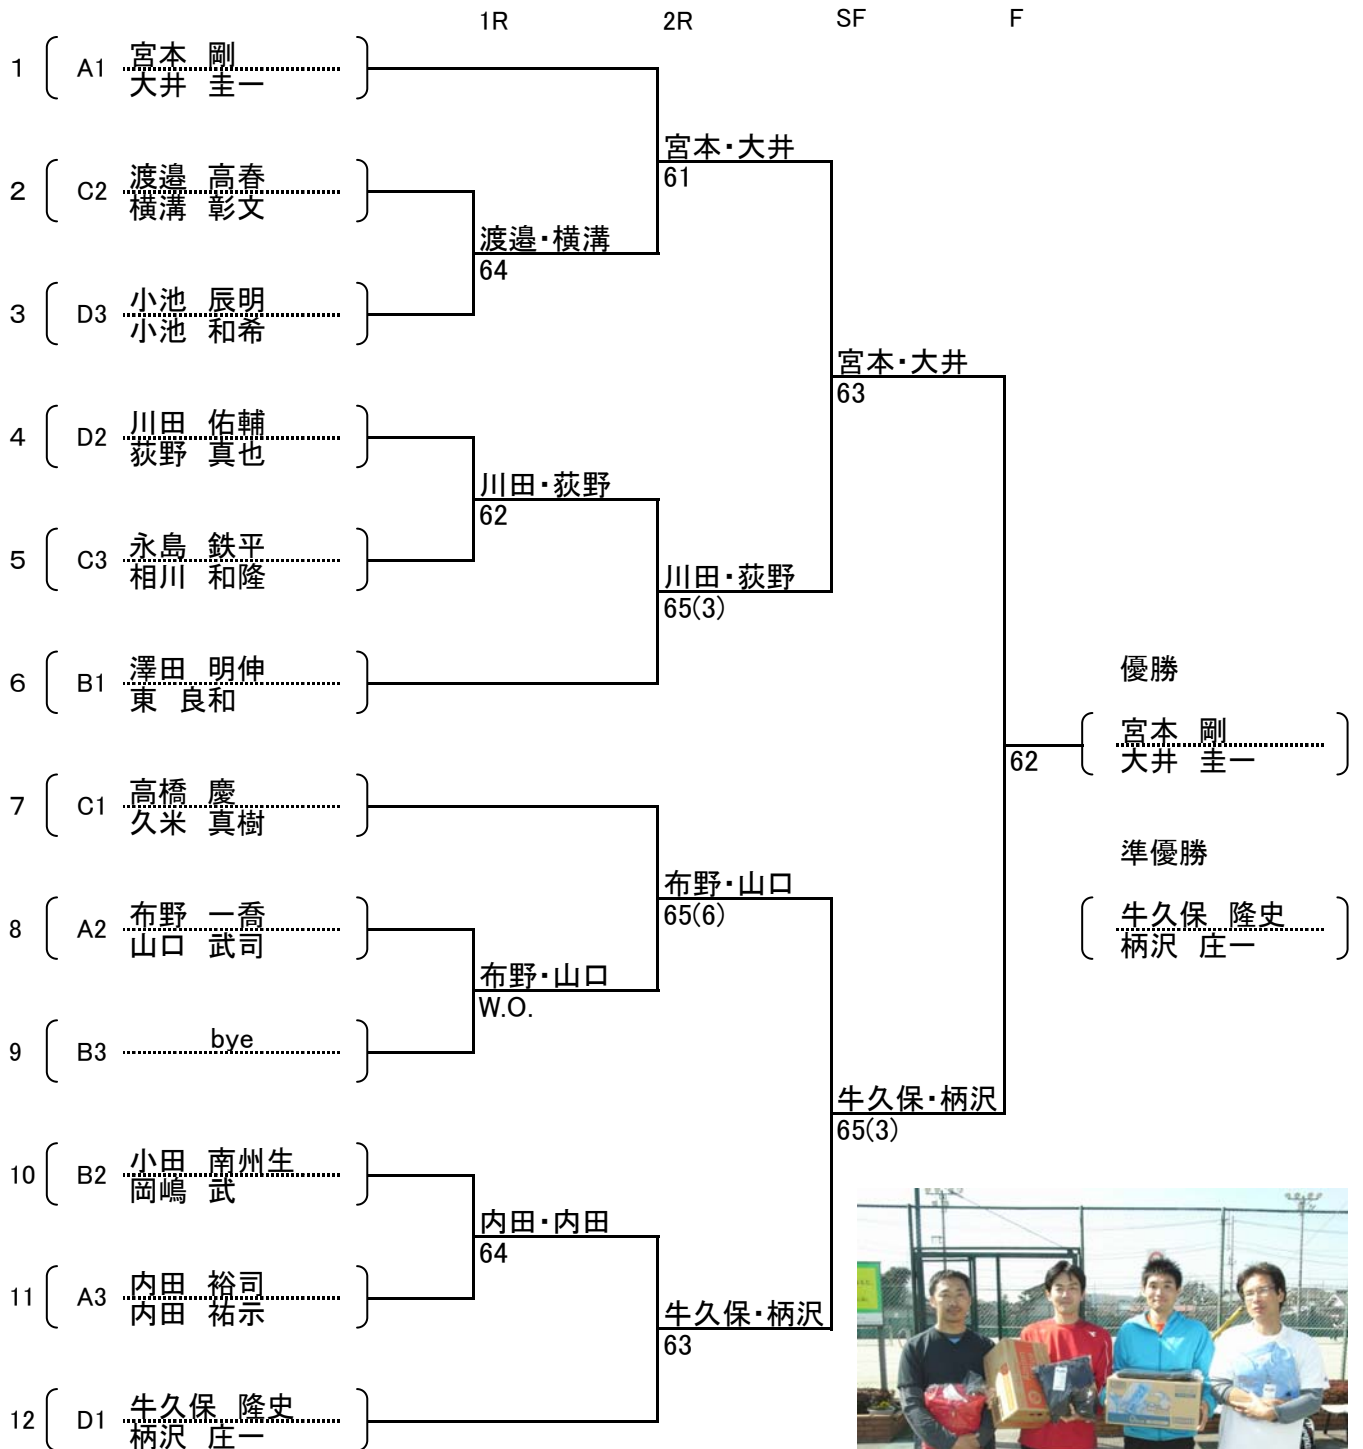 1R 2R SF F
1 A1 宮本 剛
大井 圭一
宮本・大井
61
2 C2 渡邉 高春
横溝 彰文
渡邉・横溝
64
3 D3 小池 辰明
小池 和希
宮本・大井
63
4 D2 川田 佑輔
荻野 真也
川田・荻野
62
5 C3 永島 鉄平
相川 和隆
川田・荻野
65(3)
6 B1 澤田 明伸
東 良和
優勝
宮本 剛
大井 圭一
62
7 C1 高橋 慶
久米 真樹
準優勝
牛久保 隆史
柄沢 庄一
布野・山口
65(6)
8 A2 布野 一喬
山口 武司
布野・山口
W.O.
9 B3 bye
牛久保・柄沢
65(3)
10 B2 小田 南州生
岡嶋 武
内田・内田
64
11 A3 内田 裕司
内田 祐示
牛久保・柄沢
63
12 D1 牛久保 隆史
柄沢 庄一